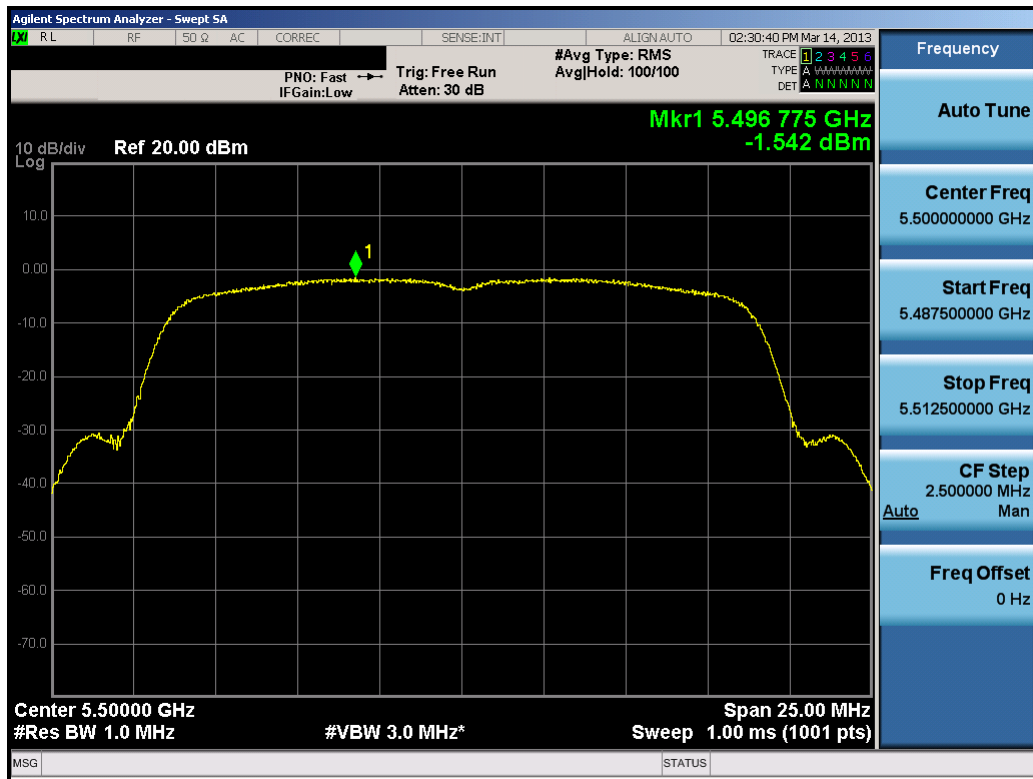 Agilent Spectrum Analyzer - Swept SA
LXI RL RF 50 Ω AC CORREC SENSE:INT ALIGNAUTO 02:30:40 PM Mar 14, 2013
PNO: Fast
IFGain:Low
Trig: Free Run
Atten: 30 dB
#Avg Type: RMS
Avg|Hold: 100/100
TRACE 1 2 3 4 5 6
TYPE A WWWWW
DET A N N N N N
Mkr1 5.496 775 GHz
-1.542 dBm
10 dB/div Ref 20.00 dBm
Log
10.0
0.00
-10.0
-20.0
-30.0
-40.0
-50.0
-60.0
-70.0
1
Center 5.50000 GHz Span 25.00 MHz
#Res BW 1.0 MHz #VBW 3.0 MHz* Sweep 1.00 ms (1001 pts)
MSG STATUS
Frequency
Auto Tune
Center Freq
5.500000000 GHz
Start Freq
5.487500000 GHz
Stop Freq
5.512500000 GHz
CF Step
2.500000 MHz
Auto Man
Freq Offset
0 Hz